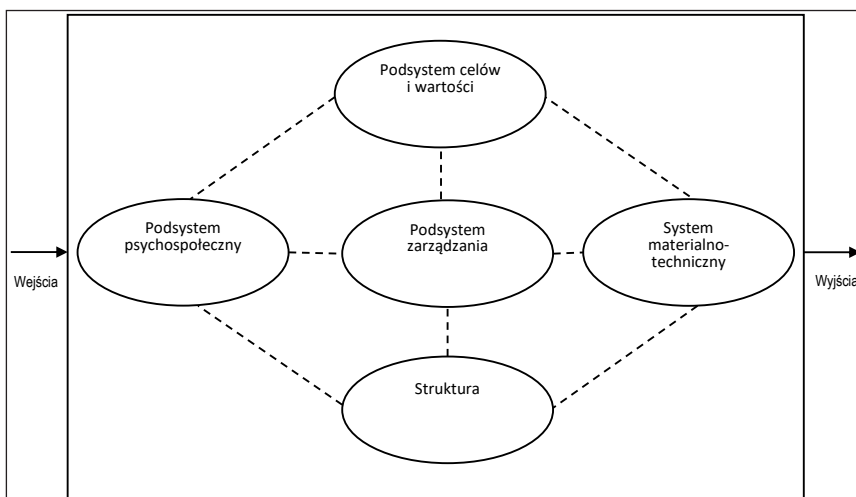 Podsystem celów
i wartości
Podsystem
psychospołeczny
Podsystem
zarządzania
System
materialno-
techniczny
Wejścia
Wyjścia
Struktura